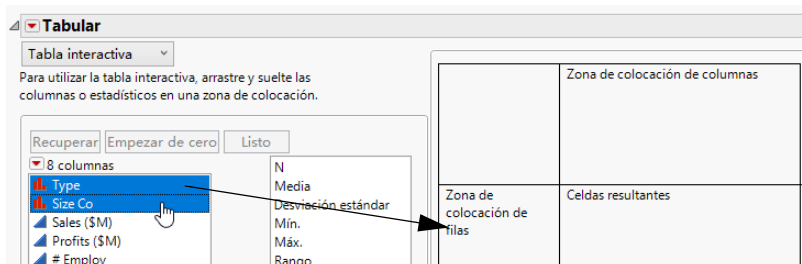 Tabular
Tabla interactiva
Para utilizar la tabla interactiva, arrastre y suelte las
columnas o estadísticos en una zona de colocación.
Recuperar Empezar de cero Listo
8 columnas
Type
Size Co
Sales ($M)
Profits ($M)
# Employ
N
Media
Desviación estándar
Mín.
Máx.
Rango
Zona de colocación de columnas
Zona de
colocación de
filas
Celdas resultantes